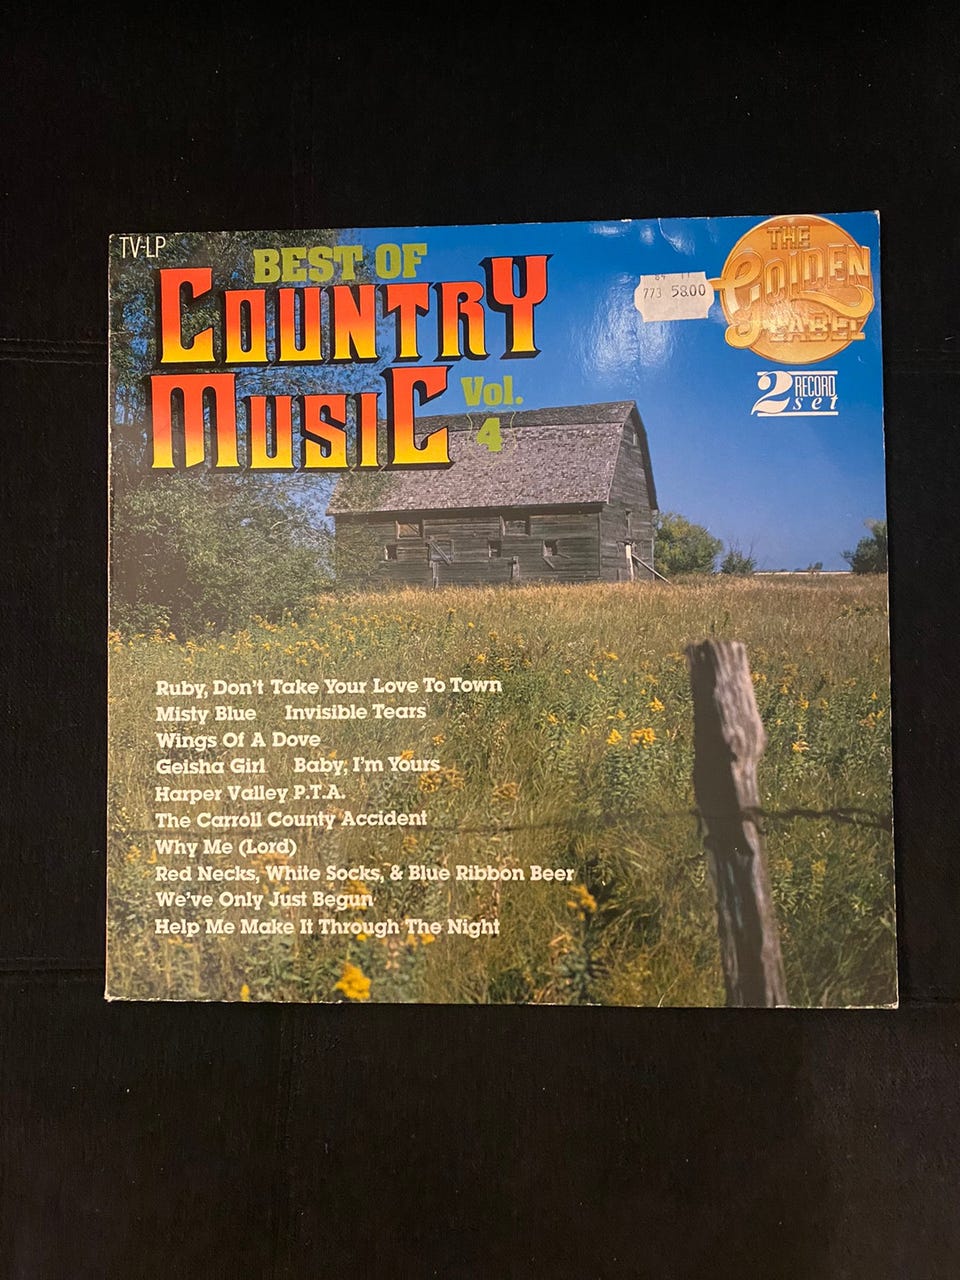 TV-LP
BEST OF
COUNTRY
MUSIC Vol.
4
THE
GOLDEN
LABEL
773 5800
2 RECORD
set
Ruby, Don't Take Your Love To Town
Misty Blue Invisible Tears
Wings Of A Dove
Geisha Girl Baby, I'm Yours
Harper Valley P.T.A.
The Carroll County Accident
Why Me (Lord)
Red Necks, White Socks, & Blue Ribbon Beer
We've Only Just Begun
Help Me Make It Through The Night